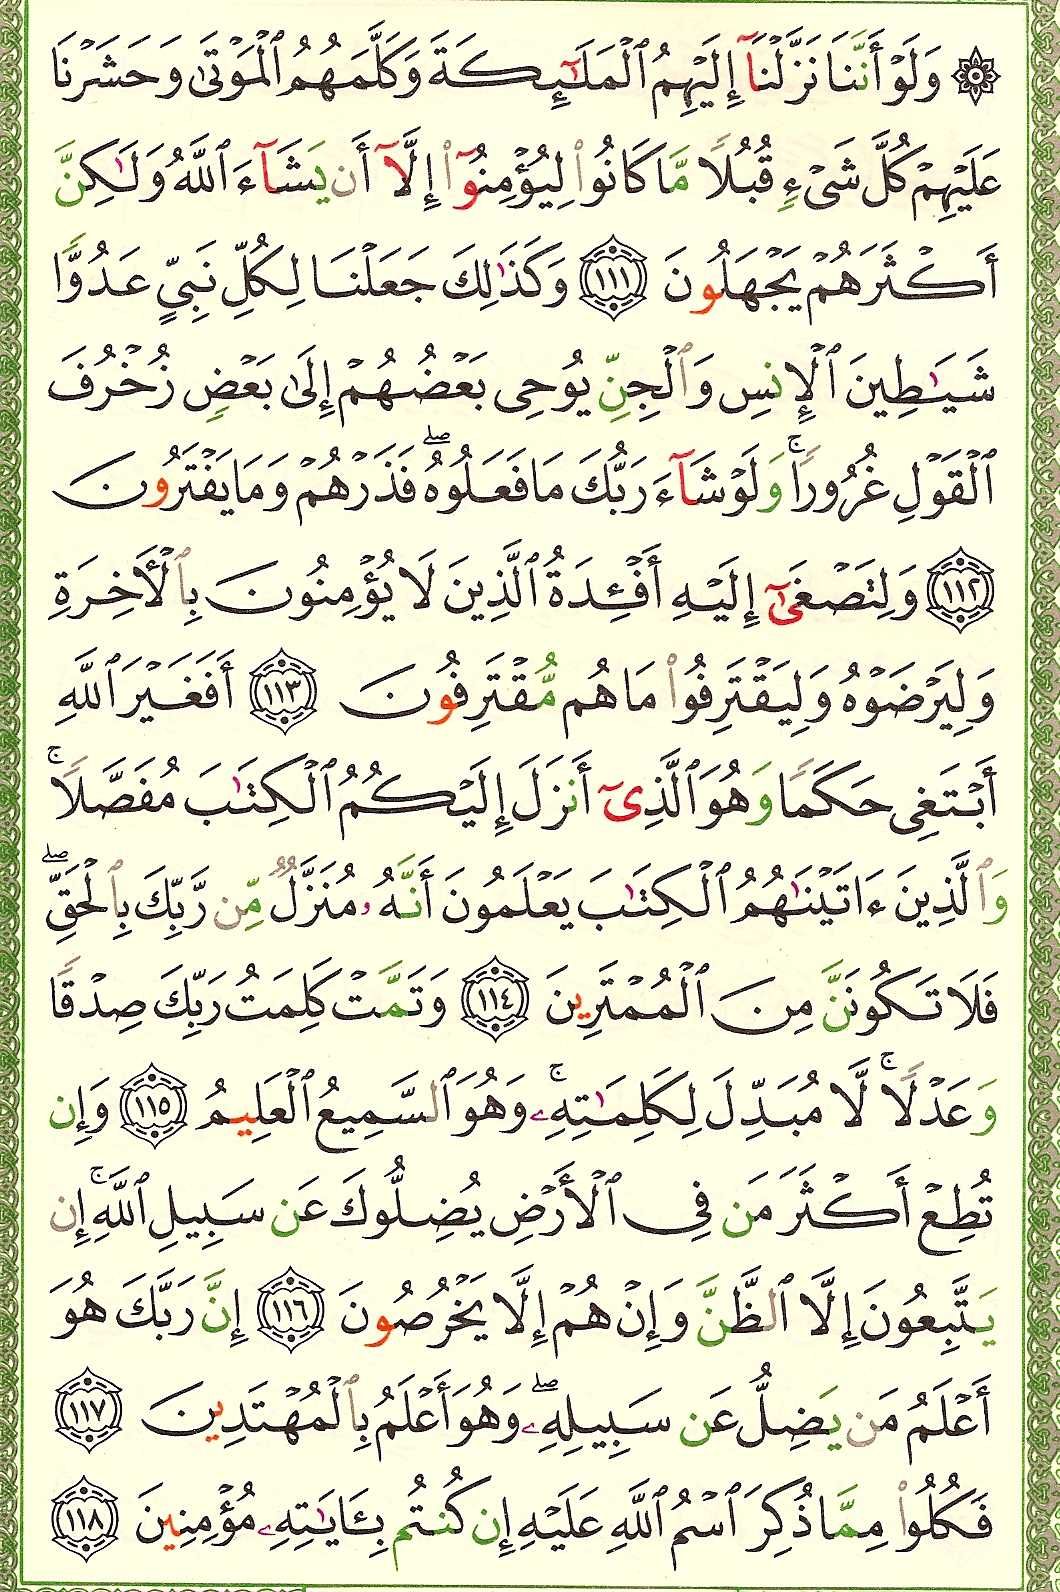 ۞ وَلَوْ أَنَّنَا نَزَّلْنَآ إِلَيْهِمُ ٱلْمَلَـٰٓئِكَةَ وَكَلَّمَهُمُ ٱلْمَوْتَىٰ وَحَشَرْنَا
عَلَيْهِمْ كُلَّ شَىْءٍ قُبُلًا مَّا كَانُوا۟ لِيُؤْمِنُوٓا۟ إِلَّآ أَن يَشَآءَ ٱللَّهُ وَلَـٰكِنَّ
أَكْثَرَهُمْ يَجْهَلُونَ ١١١ وَكَذَٰلِكَ جَعَلْنَا لِكُلِّ نَبِىٍّ عَدُوًّا
شَيَـٰطِينَ ٱلْإِنسِ وَٱلْجِنِّ يُوحِى بَعْضُهُمْ إِلَىٰ بَعْضٍ زُخْرُفَ
ٱلْقَوْلِ غُرُورًا ۚ وَلَوْ شَآءَ رَبُّكَ مَا فَعَلُوهُ ۖ فَذَرْهُمْ وَمَا يَفْتَرُونَ
١١٢ وَلِتَصْغَىٰٓ إِلَيْهِ أَفْـِٔدَةُ ٱلَّذِينَ لَا يُؤْمِنُونَ بِٱلْـَٔاخِرَةِ
وَلِيَرْضَوْهُ وَلِيَقْتَرِفُوا۟ مَا هُم مُّقْتَرِفُونَ ١١٣ أَفَغَيْرَ ٱللَّهِ
أَبْتَغِى حَكَمًا وَهُوَ ٱلَّذِىٓ أَنزَلَ إِلَيْكُمُ ٱلْكِتَـٰبَ مُفَصَّلًا ۚ
وَٱلَّذِينَ ءَاتَيْنَـٰهُمُ ٱلْكِتَـٰبَ يَعْلَمُونَ أَنَّهُۥ مُنَزَّلٌ مِّن رَّبِّكَ بِٱلْحَقِّ ۖ
فَلَا تَكُونَنَّ مِنَ ٱلْمُمْتَرِينَ ١١٤ وَتَمَّتْ كَلِمَتُ رَبِّكَ صِدْقًا
وَعَدْلًا ۚ لَّا مُبَدِّلَ لِكَلِمَـٰتِهِۦ ۚ وَهُوَ ٱلسَّمِيعُ ٱلْعَلِيمُ ١١٥ وَإِن
تُطِعْ أَكْثَرَ مَن فِى ٱلْأَرْضِ يُضِلُّوكَ عَن سَبِيلِ ٱللَّهِ ۚ إِن
يَتَّبِعُونَ إِلَّا ٱلظَّنَّ وَإِنْ هُمْ إِلَّا يَخْرُصُونَ ١١٦ إِنَّ رَبَّكَ هُوَ
أَعْلَمُ مَن يَضِلُّ عَن سَبِيلِهِۦ ۖ وَهُوَ أَعْلَمُ بِٱلْمُهْتَدِينَ ١١٧
فَكُلُوا۟ مِمَّا ذُكِرَ ٱسْمُ ٱللَّهِ عَلَيْهِ إِن كُنتُم بِـَٔايَـٰتِهِۦ مُؤْمِنِينَ ١١٨